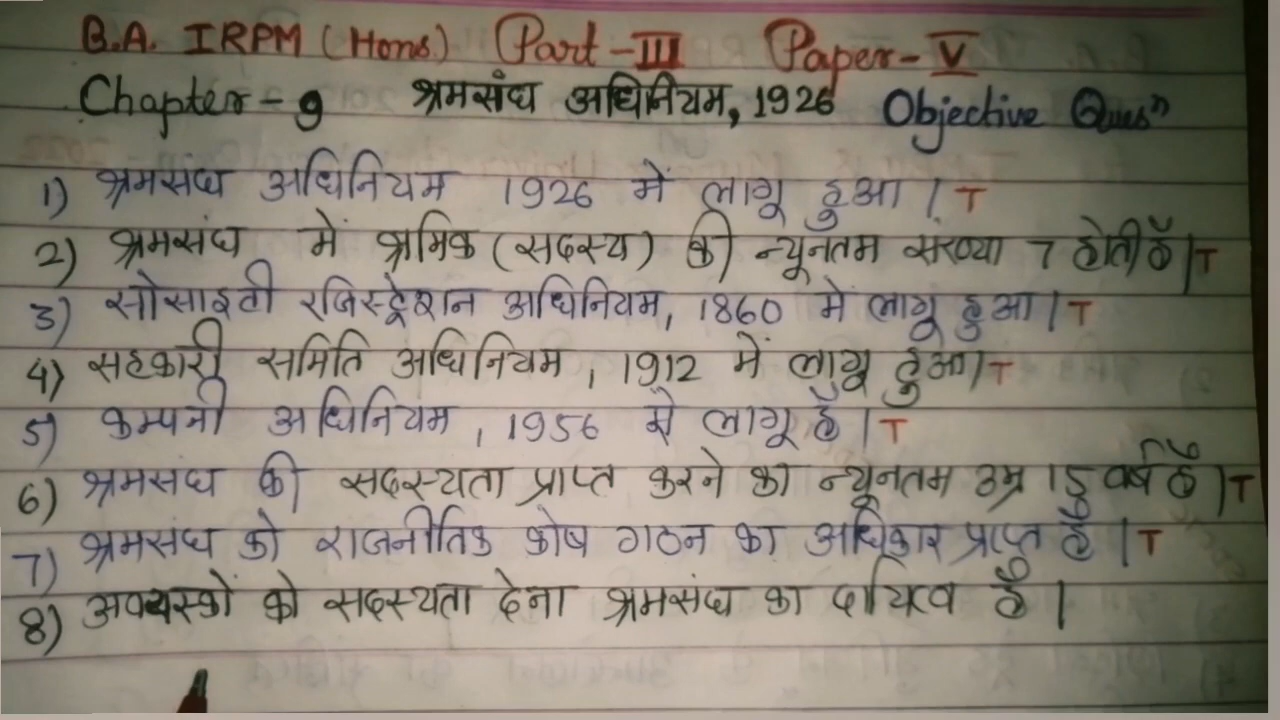 B.A. IRPM (Hons) Part-III Paper-V
Chapter-9 श्रमसंघ अधिनियम, 1926 Objective Quesⁿ
1) श्रमसंघ अधिनियम 1926 में लागू हुआ। T
2) श्रमसंघ में श्रमिक (सदस्य) की न्यूनतम संख्या 7 होती है। T
3) सोसाइटी रजिस्ट्रेशन अधिनियम, 1860 में लागू हुआ। T
4) सहकारी समिति अधिनियम, 1912 में लागू हुआ। T
5) कम्पनी अधिनियम, 1956 से लागू है। T
6) श्रमसंघ की सदस्यता प्राप्त करने का न्यूनतम उम्र 15 वर्ष है। T
7) श्रमसंघ को राजनीतिक कोष गठन का अधिकार प्राप्त है। T
8) अवयस्कों को सदस्यता देना श्रमसंघ का दायित्व है।